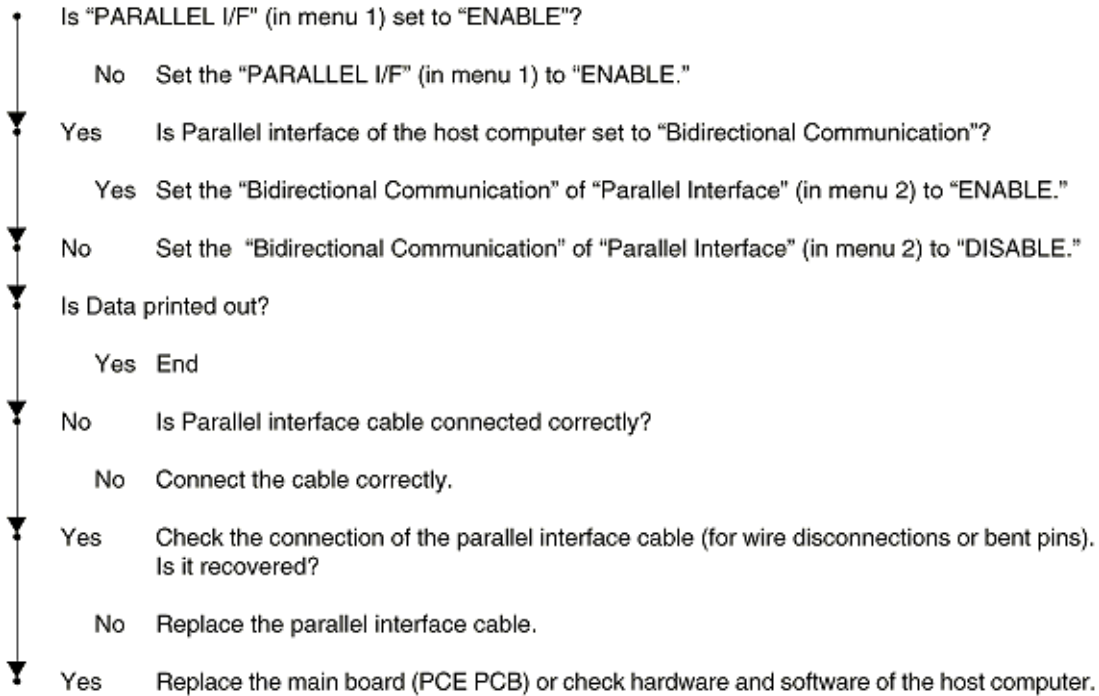 Is “PARALLEL I/F” (in menu 1) set to “ENABLE”?
No Set the “PARALLEL I/F” (in menu 1) to “ENABLE.”
Yes Is Parallel interface of the host computer set to “Bidirectional Communication”?
Yes Set the “Bidirectional Communication” of “Parallel Interface” (in menu 2) to “ENABLE.”
No Set the “Bidirectional Communication” of “Parallel Interface” (in menu 2) to “DISABLE.”
Is Data printed out?
Yes End
No Is Parallel interface cable connected correctly?
No Connect the cable correctly.
Yes Check the connection of the parallel interface cable (for wire disconnections or bent pins).
Is it recovered?
No Replace the parallel interface cable.
Yes Replace the main board (PCE PCB) or check hardware and software of the host computer.